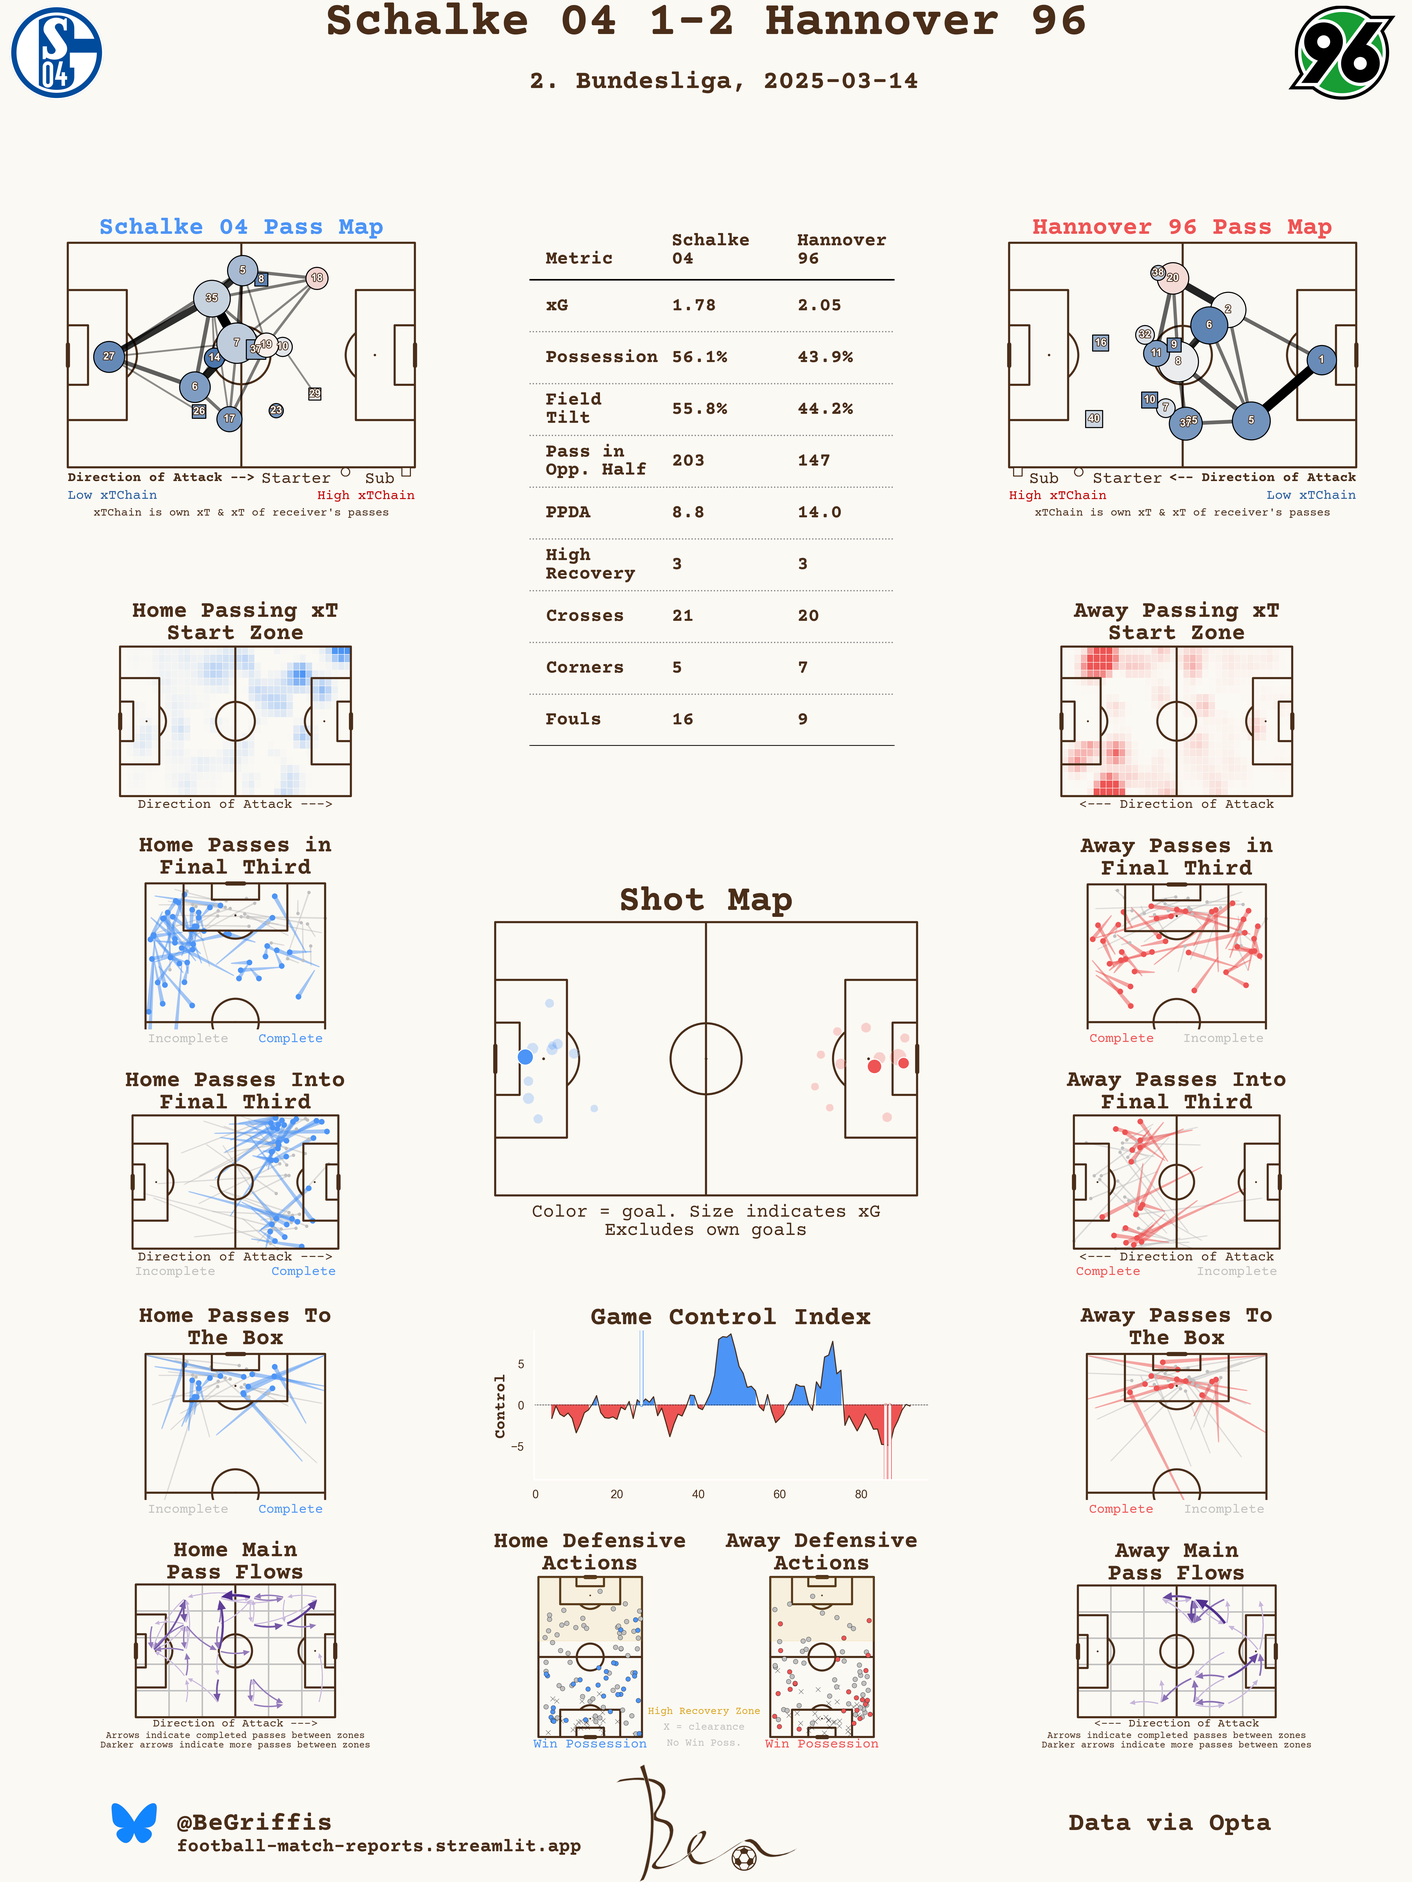 Schalke 04 1-2 Hannover 96
2. Bundesliga, 2025-03-14
S
04
96
Schalke 04 Pass Map
5
8
18
35
7
37
19
10
27
14
6
29
26
17
23
Direction of Attack --> Starter Sub
Low xTChain High xTChain
xTChain is own xT & xT of receiver's passes
Metric Schalke 04 Hannover 96
xG 1.78 2.05
Possession 56.1% 43.9%
Field Tilt 55.8% 44.2%
Pass in Opp. Half 203 147
PPDA 8.8 14.0
High Recovery 3 3
Crosses 21 20
Corners 5 7
Fouls 16 9
Hannover 96 Pass Map
38
20
2
6
32
16
9
11
8
1
10
7
40
37
5
Sub Starter <-- Direction of Attack
High xTChain Low xTChain
xTChain is own xT & xT of receiver's passes
Home Passing xT
Start Zone
Direction of Attack --->
Away Passing xT
Start Zone
<--- Direction of Attack
Home Passes in
Final Third
Incomplete Complete
Away Passes in
Final Third
Complete Incomplete
Shot Map
Color = goal. Size indicates xG
Excludes own goals
Home Passes Into
Final Third
Direction of Attack --->
Incomplete Complete
Away Passes Into
Final Third
<--- Direction of Attack
Complete Incomplete
Home Passes To
The Box
Incomplete Complete
Game Control Index
Control
5
0
−5
0 20 40 60 80
Away Passes To
The Box
Complete Incomplete
Home Main
Pass Flows
Direction of Attack --->
Arrows indicate completed passes between zones
Darker arrows indicate more passes between zones
Home Defensive
Actions
Win Possession
Away Defensive
Actions
Win Possession
High Recovery Zone
X = clearance
No Win Poss.
Away Main
Pass Flows
<--- Direction of Attack
Arrows indicate completed passes between zones
Darker arrows indicate more passes between zones
@BeGriffis
football-match-reports.streamlit.app
Ben
Data via Opta